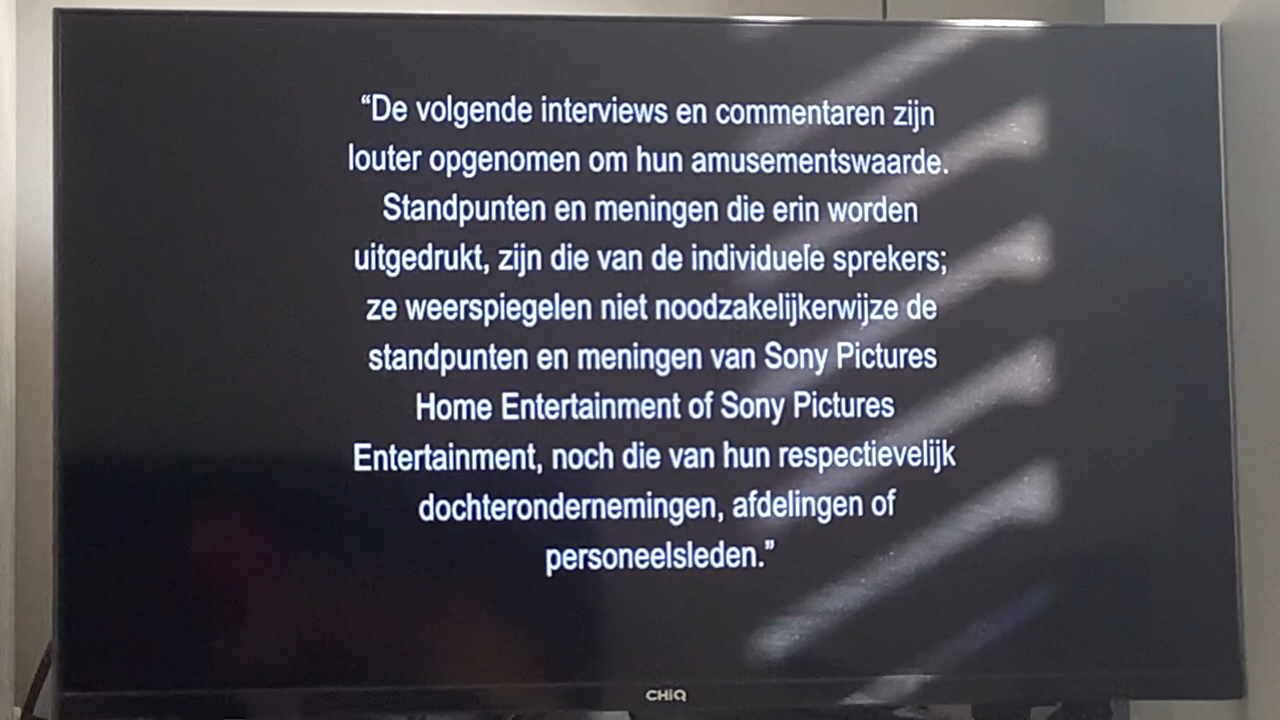 “De volgende interviews en commentaren zijn
louter opgenomen om hun amusementswaarde.
Standpunten en meningen die erin worden
uitgedrukt, zijn die van de individuele sprekers;
ze weerspiegelen niet noodzakelijkerwijze de
standpunten en meningen van Sony Pictures
Home Entertainment of Sony Pictures
Entertainment, noch die van hun respectievelijk
dochterondernemingen, afdelingen of
personeelsleden.”
CHiQ